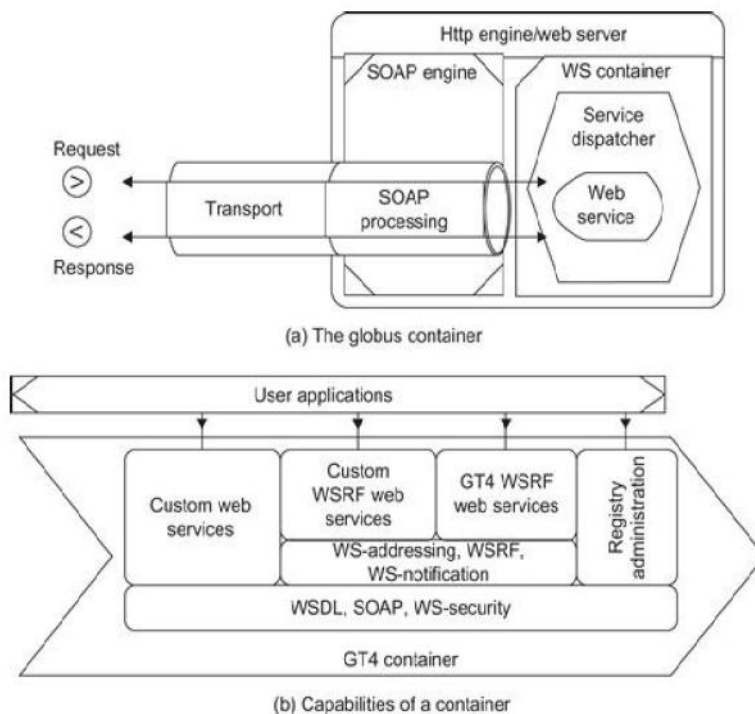 Http engine/web server
SOAP engine
WS container
Service
dispatcher
Request
>
Transport
SOAP
processing
Web
service
<
Response
(a) The globus container
User applications
Custom web
services
Custom
WSRF web
services
GT4 WSRF
web services
Registry
administration
WS-addressing, WSRF,
WS-notification
WSDL, SOAP, WS-security
GT4 container
(b) Capabilities of a container